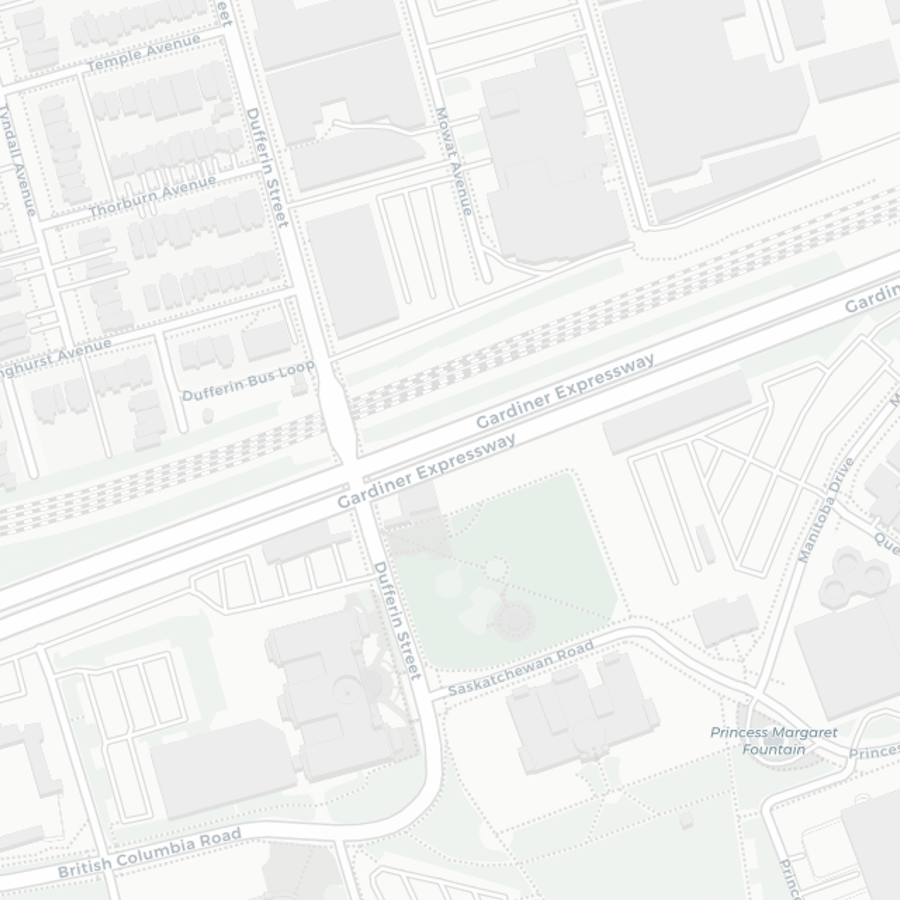 Temple Avenue
Dufferin Street
Tyndall Avenue
Mowat Avenue
Thorburn Avenue
Dufferin Bus Loop
Gardiner Expressway
Gardiner Expressway
Manitoba Drive
Dufferin Street
Saskatchewan Road
Princess Margaret
Fountain
British Columbia Road